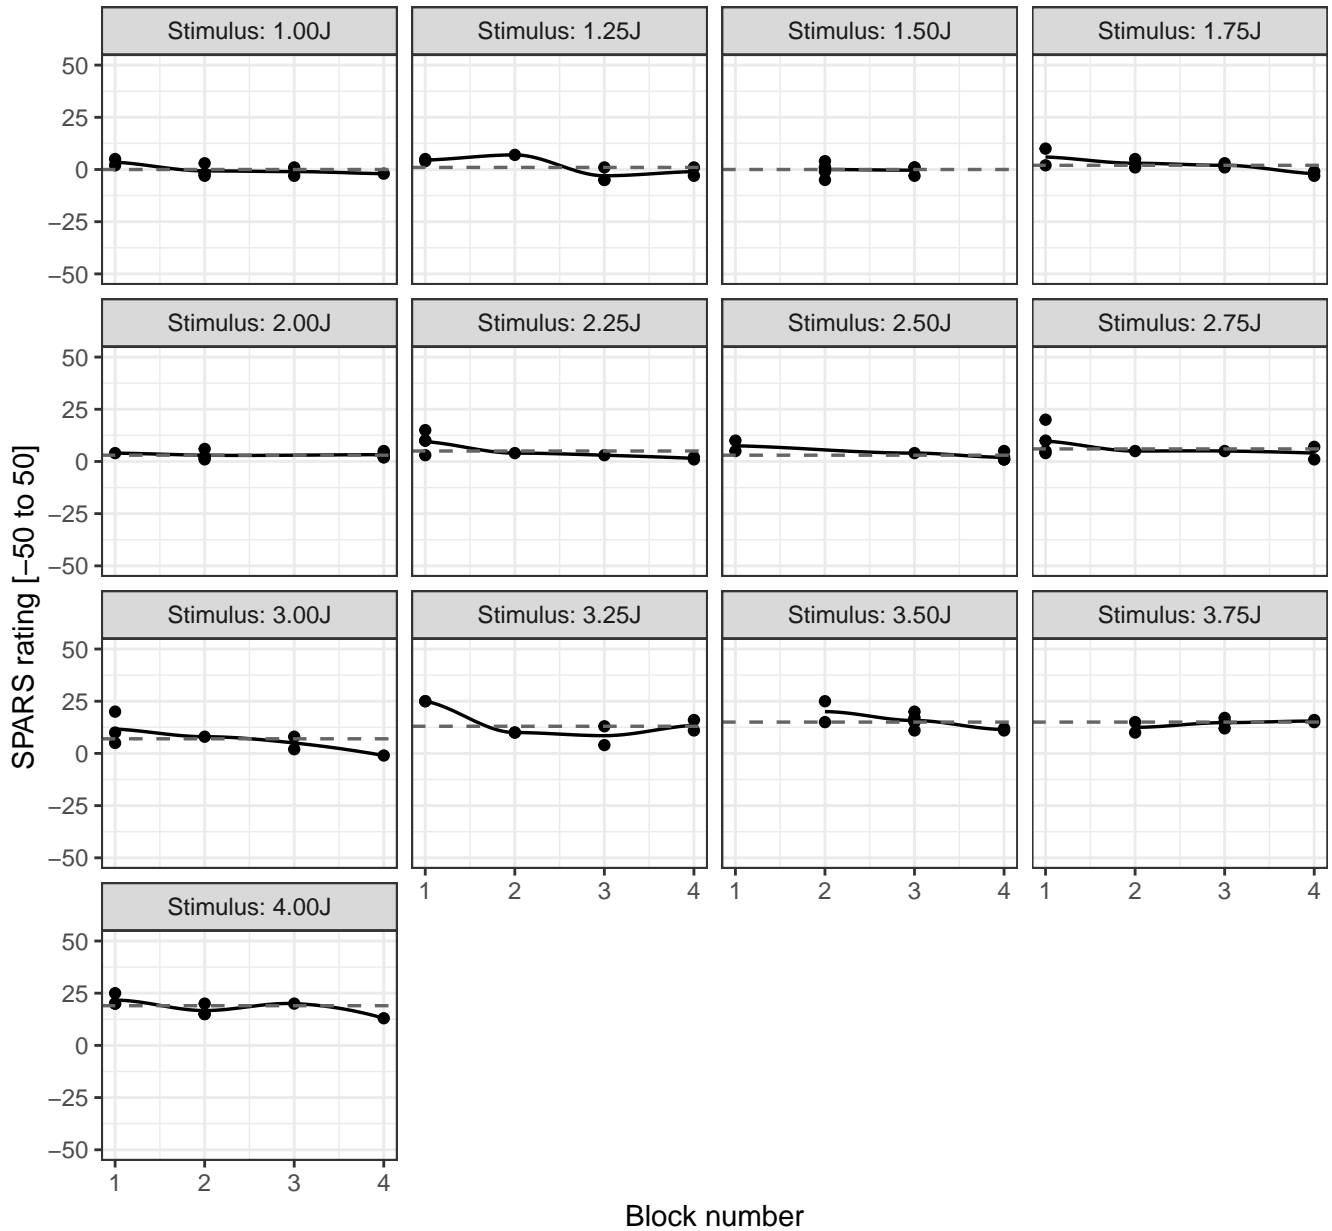 Stimulus: 1.00J Stimulus: 1.25J Stimulus: 1.50J Stimulus: 1.75J
50
25
0
−25
−50
Stimulus: 2.00J Stimulus: 2.25J Stimulus: 2.50J Stimulus: 2.75J
50
25
0
−25
−50
SPARS rating [−50 to 50]
Stimulus: 3.00J Stimulus: 3.25J Stimulus: 3.50J Stimulus: 3.75J
50
25
0
−25
−50
1 2 3 4 1 2 3 4 1 2 3 4
Stimulus: 4.00J
50
25
0
−25
−50
1 2 3 4
Block number